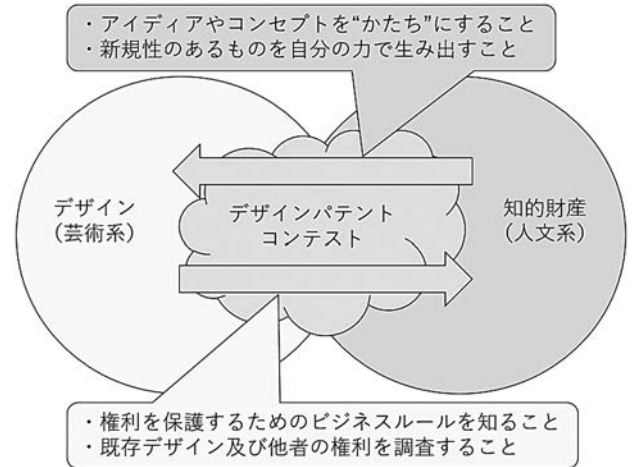 ・アイディアやコンセプトを“かたち”にすること
・新規性のあるものを自分の力で生み出すこと
デザイン
（芸術系）
デザインパテント
コンテスト
知的財産
（人文系）
・権利を保護するためのビジネスルールを知ること
・既存デザイン及び他者の権利を調査すること